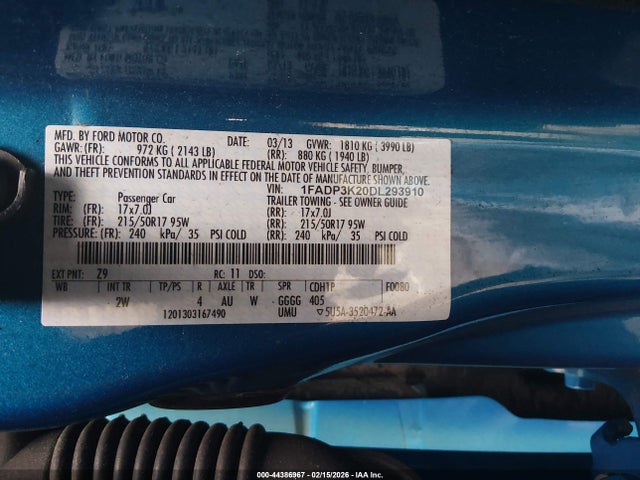 MFD. BY FORD MOTOR CO. DATE: 03/13 GVWR: 1810 KG ( 3990 LB)
GAWR: (FR): 972 KG ( 2143 LB) (RR): 880 KG ( 1940 LB)
THIS VEHICLE CONFORMS TO ALL APPLICABLE FEDERAL MOTOR VEHICLE SAFETY, BUMPER,
AND THEFT PREVENTION STANDARDS IN EFFECT ON THE DATE OF MANUFACTURE SHOWN ABOVE.
VIN: 1FADP3K20DL293910
TYPE: Passenger Car TRAILER TOWING - SEE OWNER GUIDE
RIM: (FR) 17x7.0J (RR): 17x7.0J
TIRE: (FR) 215/50R17 95W (RR): 215/50R17 95W
PRESSURE: (FR): 240 kPa/ 35 PSI COLD (RR): 240 kPa/ 35 PSI COLD
EXT PNT: Z9 RC: 11 DSO:
WB INT TR TP/PS R AXLE TR SPR CDH1P F0080
2W 4 AU W GGGG 405
1201303167490 UMU ▽5U5A-3520472-AA
000-44386967 - 02/15/2026 - IAA Inc.